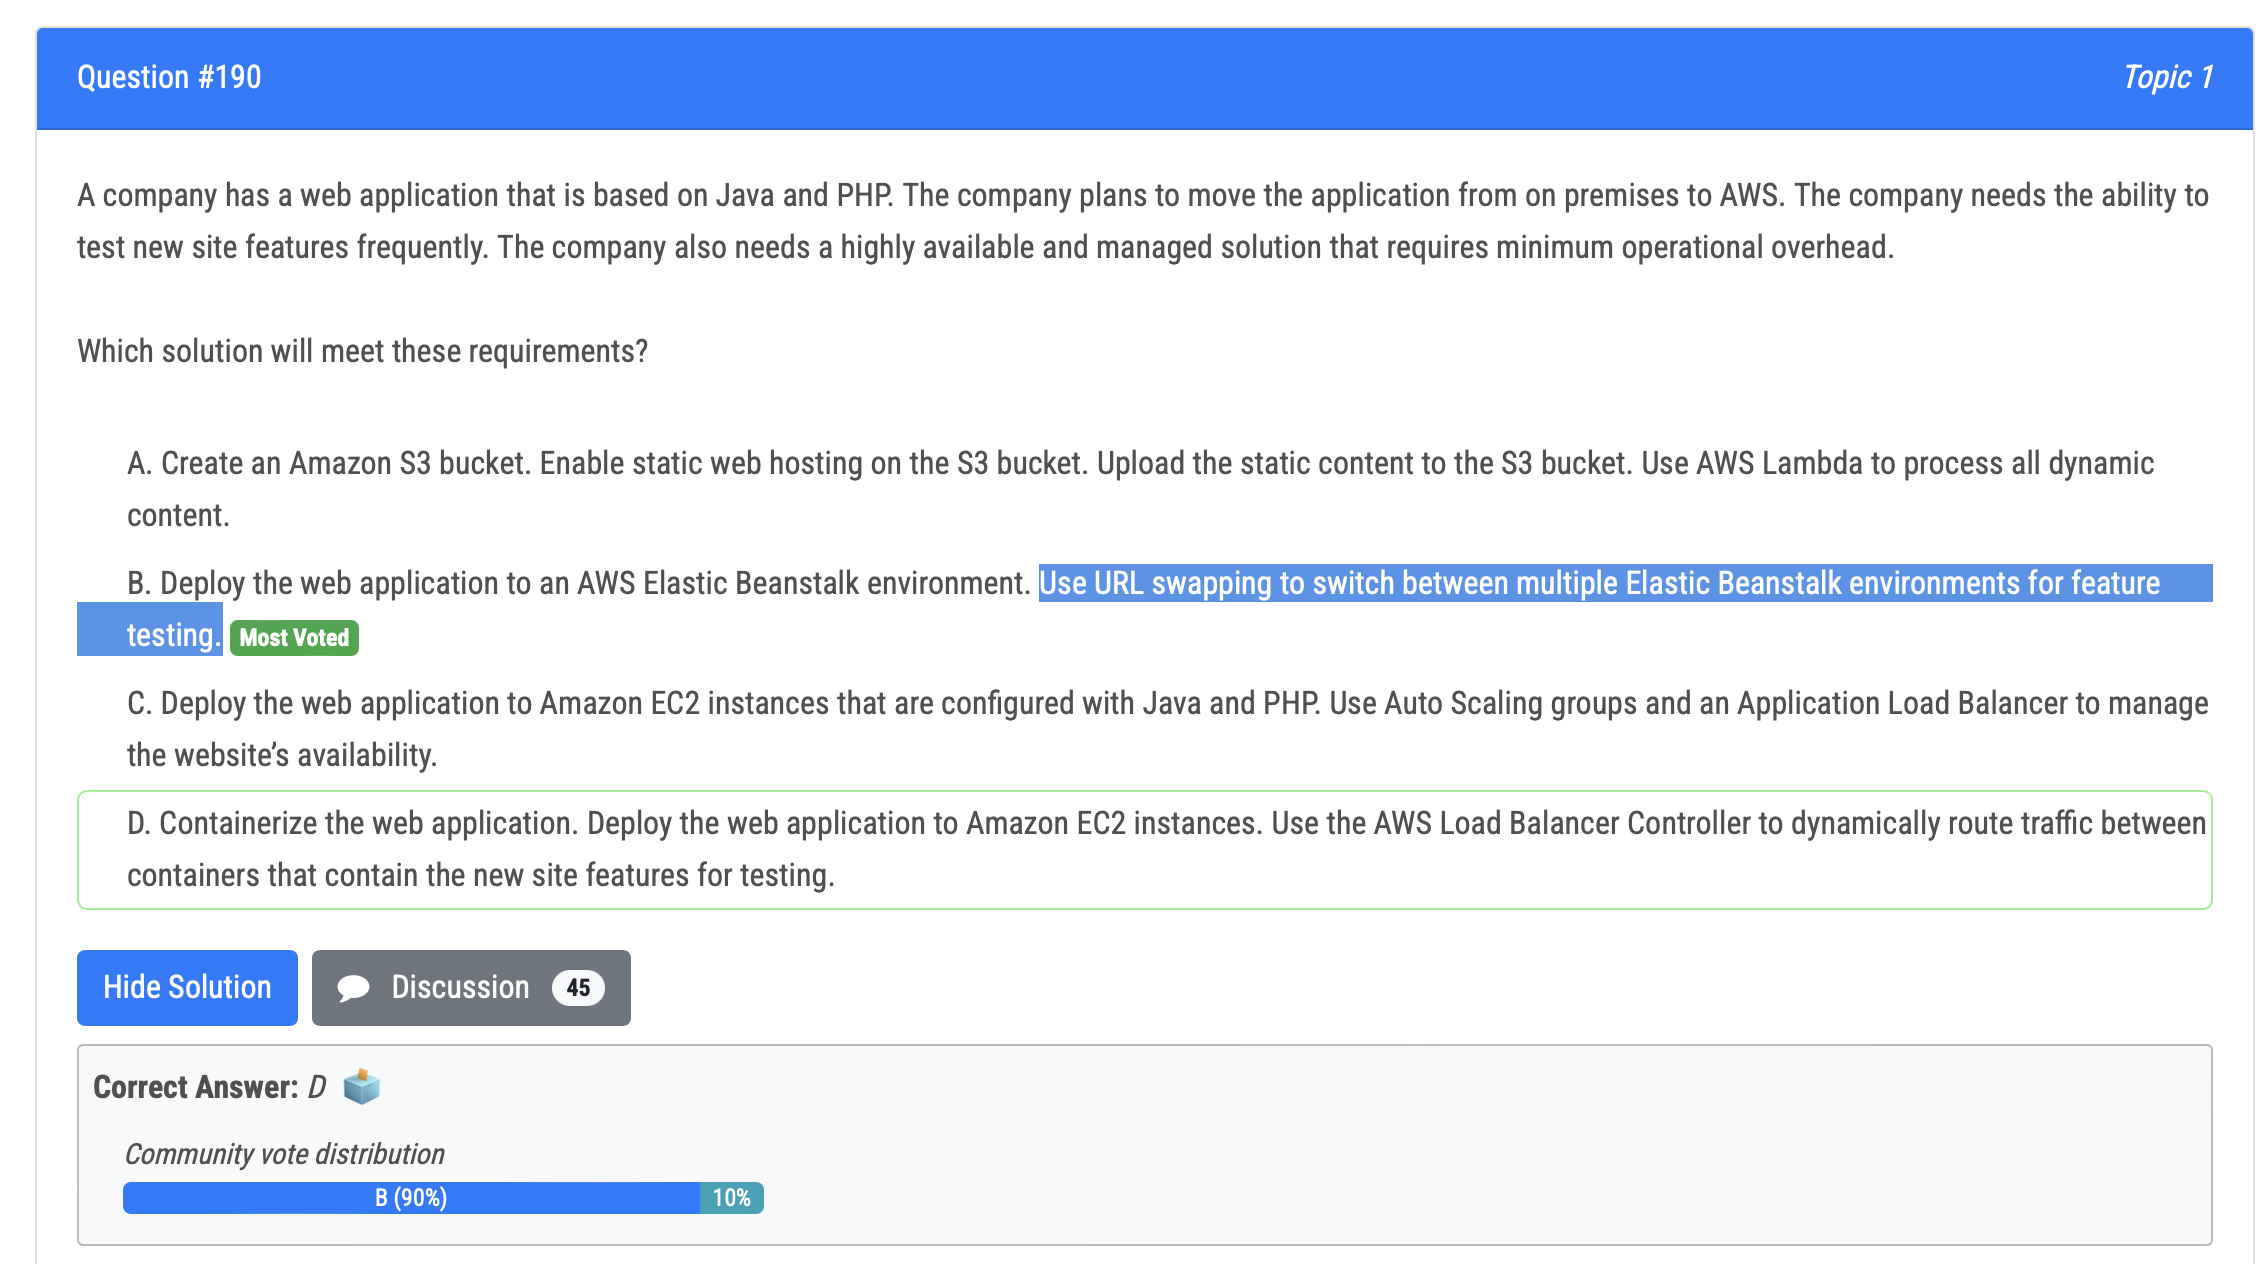 Question #190
Topic 1
A company has a web application that is based on Java and PHP. The company plans to move the application from on premises to AWS. The company needs the ability to
test new site features frequently. The company also needs a highly available and managed solution that requires minimum operational overhead.
Which solution will meet these requirements?
A. Create an Amazon S3 bucket. Enable static web hosting on the S3 bucket. Upload the static content to the S3 bucket. Use AWS Lambda to process all dynamic
content.
B. Deploy the web application to an AWS Elastic Beanstalk environment. Use URL swapping to switch between multiple Elastic Beanstalk environments for feature
testing. Most Voted
C. Deploy the web application to Amazon EC2 instances that are configured with Java and PHP. Use Auto Scaling groups and an Application Load Balancer to manage
the website’s availability.
D. Containerize the web application. Deploy the web application to Amazon EC2 instances. Use the AWS Load Balancer Controller to dynamically route traffic between
containers that contain the new site features for testing.
Hide Solution
Discussion 45
Correct Answer: D
Community vote distribution
B (90%) 10%